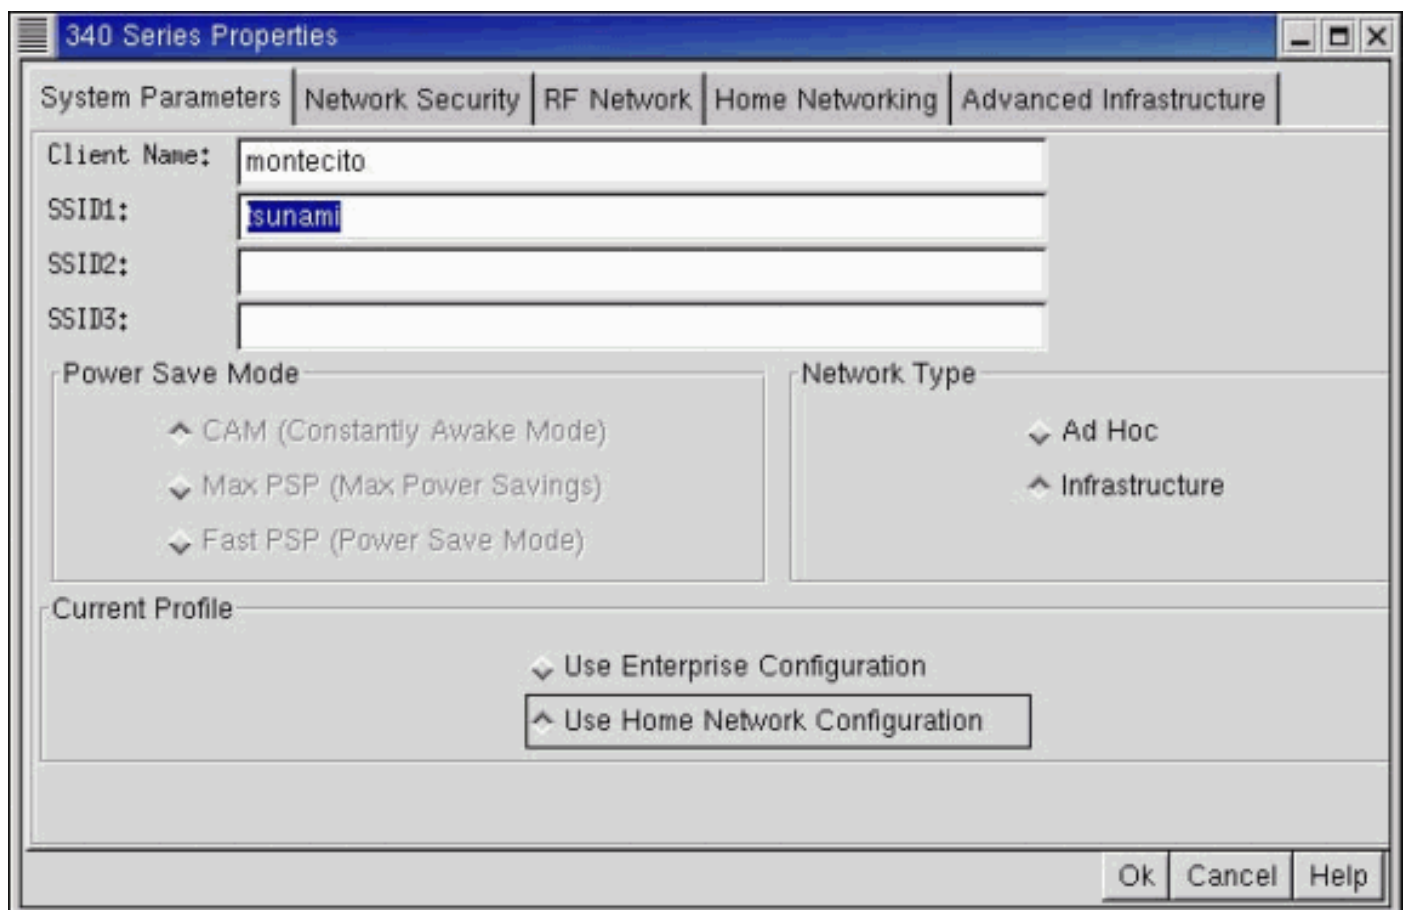 340 Series Properties
System Parameters Network Security RF Network Home Networking Advanced Infrastructure
Client Name: montecito
SSID1: tsunami
SSID2:
SSID3:
Power Save Mode
CAM (Constantly Awake Mode)
Max PSP (Max Power Savings)
Fast PSP (Power Save Mode)
Network Type
Ad Hoc
Infrastructure
Current Profile
Use Enterprise Configuration
Use Home Network Configuration
Ok Cancel Help